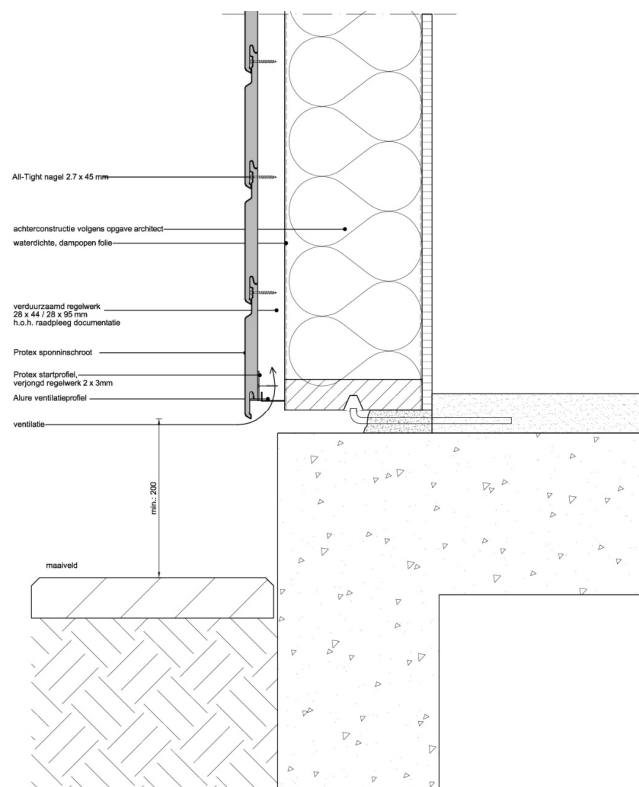 All-Tight nagel 2.7 x 45 mm
achterconstructie volgens opgave architect
waterdichte, dampopen folie
verduurzaamd regelwerk
28 x 44 / 28 x 95 mm
h.o.h. raadpleeg documentatie
Protex sponninschroot
Protex startprofiel,
verjongd regelwerk 2 x 3mm
Alure ventilatieprofiel
ventilatie
min.: 200
maaiveld